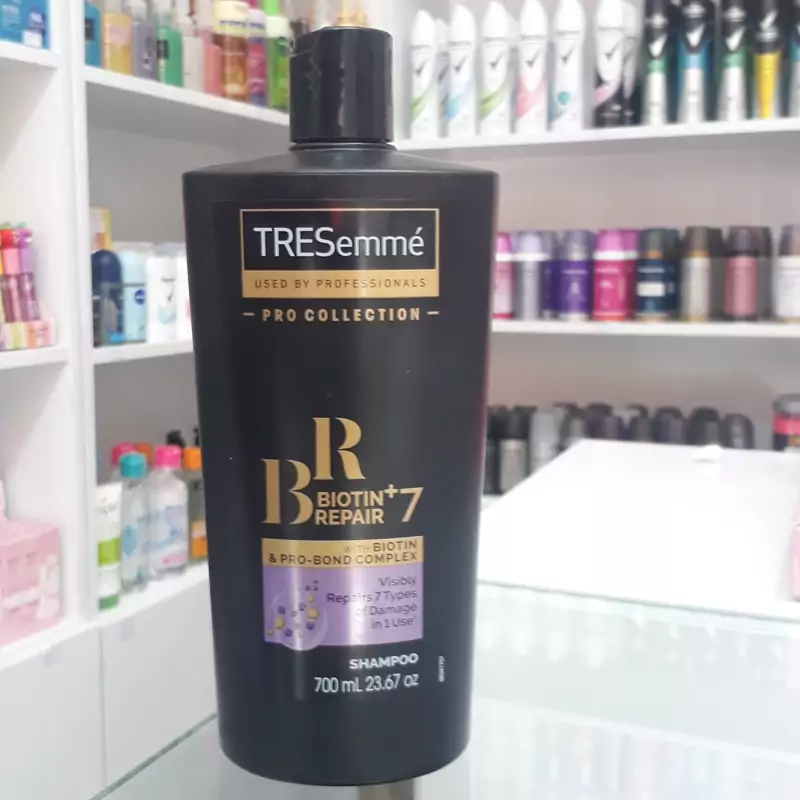 TRESemmé
USED BY PROFESSIONALS
PRO COLLECTION
BR
BIOTIN+7
REPAIR
WITH BIOTIN
& PRO-BOND COMPLEX
Visibly
Repairs 7 Types
of Damage
in 1 Use*
SHAMPOO
700 mL 23.67 oz